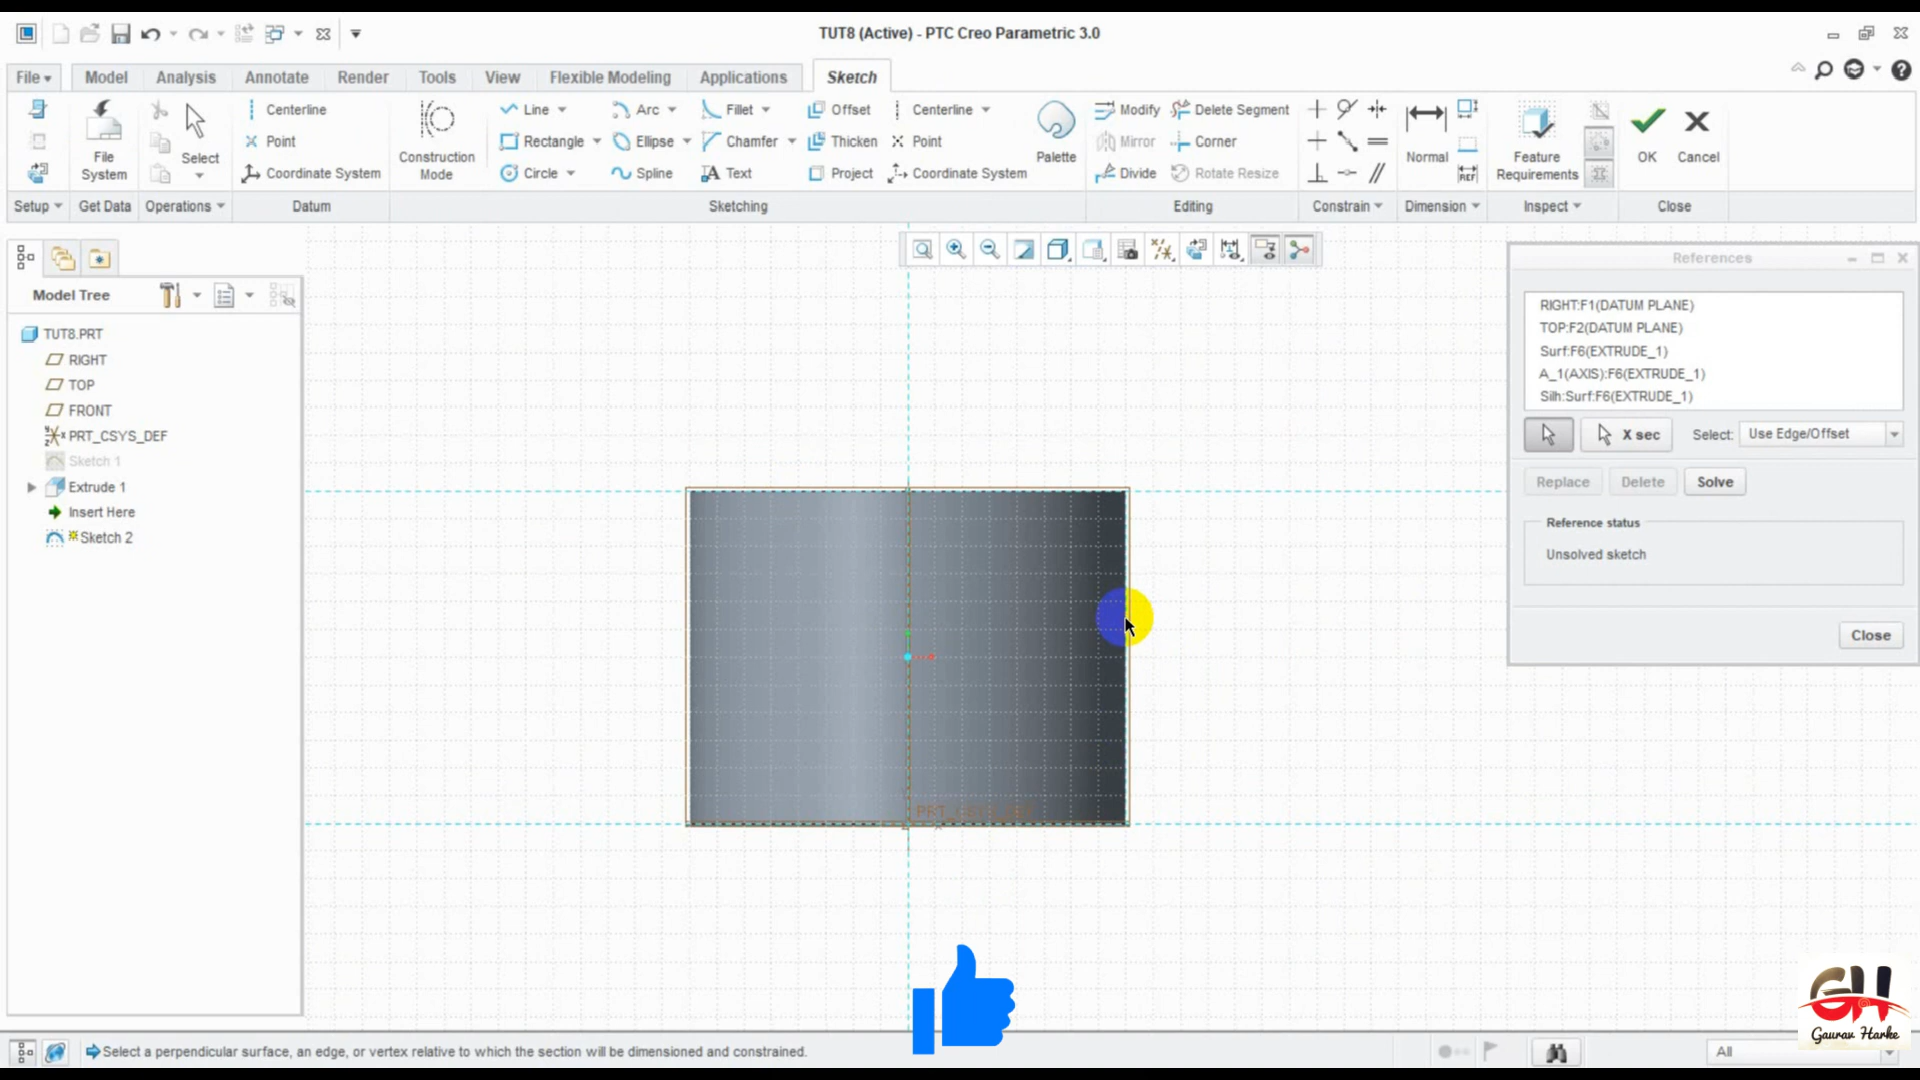 TUT8 (Active) - PTC Creo Parametric 3.0
File
Model
Analysis
Annotate
Render
Tools
View
Flexible Modeling
Applications
Sketch
Centerline
Point
Coordinate System
File System
Select
Construction Mode
Line
Rectangle
Circle
Arc
Ellipse
Spline
Fillet
Chamfer
Text
Offset
Thicken
Project
Centerline
Point
Coordinate System
Palette
Modify
Mirror
Divide
Delete Segment
Corner
Rotate Resize
Normal
REF
Feature Requirements
OK
Cancel
Setup
Get Data
Operations
Datum
Sketching
Editing
Constrain
Dimension
Inspect
Close
Model Tree
TUT8.PRT
RIGHT
TOP
FRONT
PRT_CSYS_DEF
Sketch 1
Extrude 1
Insert Here
Sketch 2
References
RIGHT:F1(DATUM PLANE)
TOP:F2(DATUM PLANE)
Surf:F6(EXTRUDE_1)
A_1(AXIS):F6(EXTRUDE_1)
Silh:Surf:F6(EXTRUDE_1)
X sec
Select:
Use Edge/Offset
Replace
Delete
Solve
Reference status
Unsolved sketch
Close
GH
Gaurav Harke
Select a perpendicular surface, an edge, or vertex relative to which the section will be dimensioned and constrained.
All